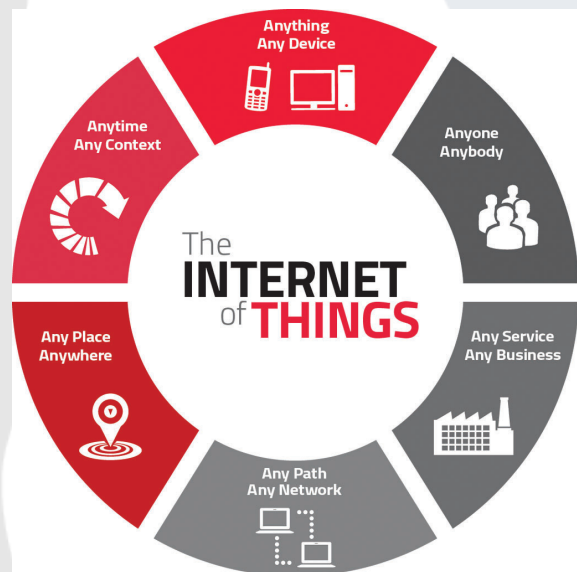 Anything
Any Device
Anyone
Anybody
Any Service
Any Business
Any Path
Any Network
Any Place
Anywhere
Anytime
Any Context
The
INTERNET
of THINGS